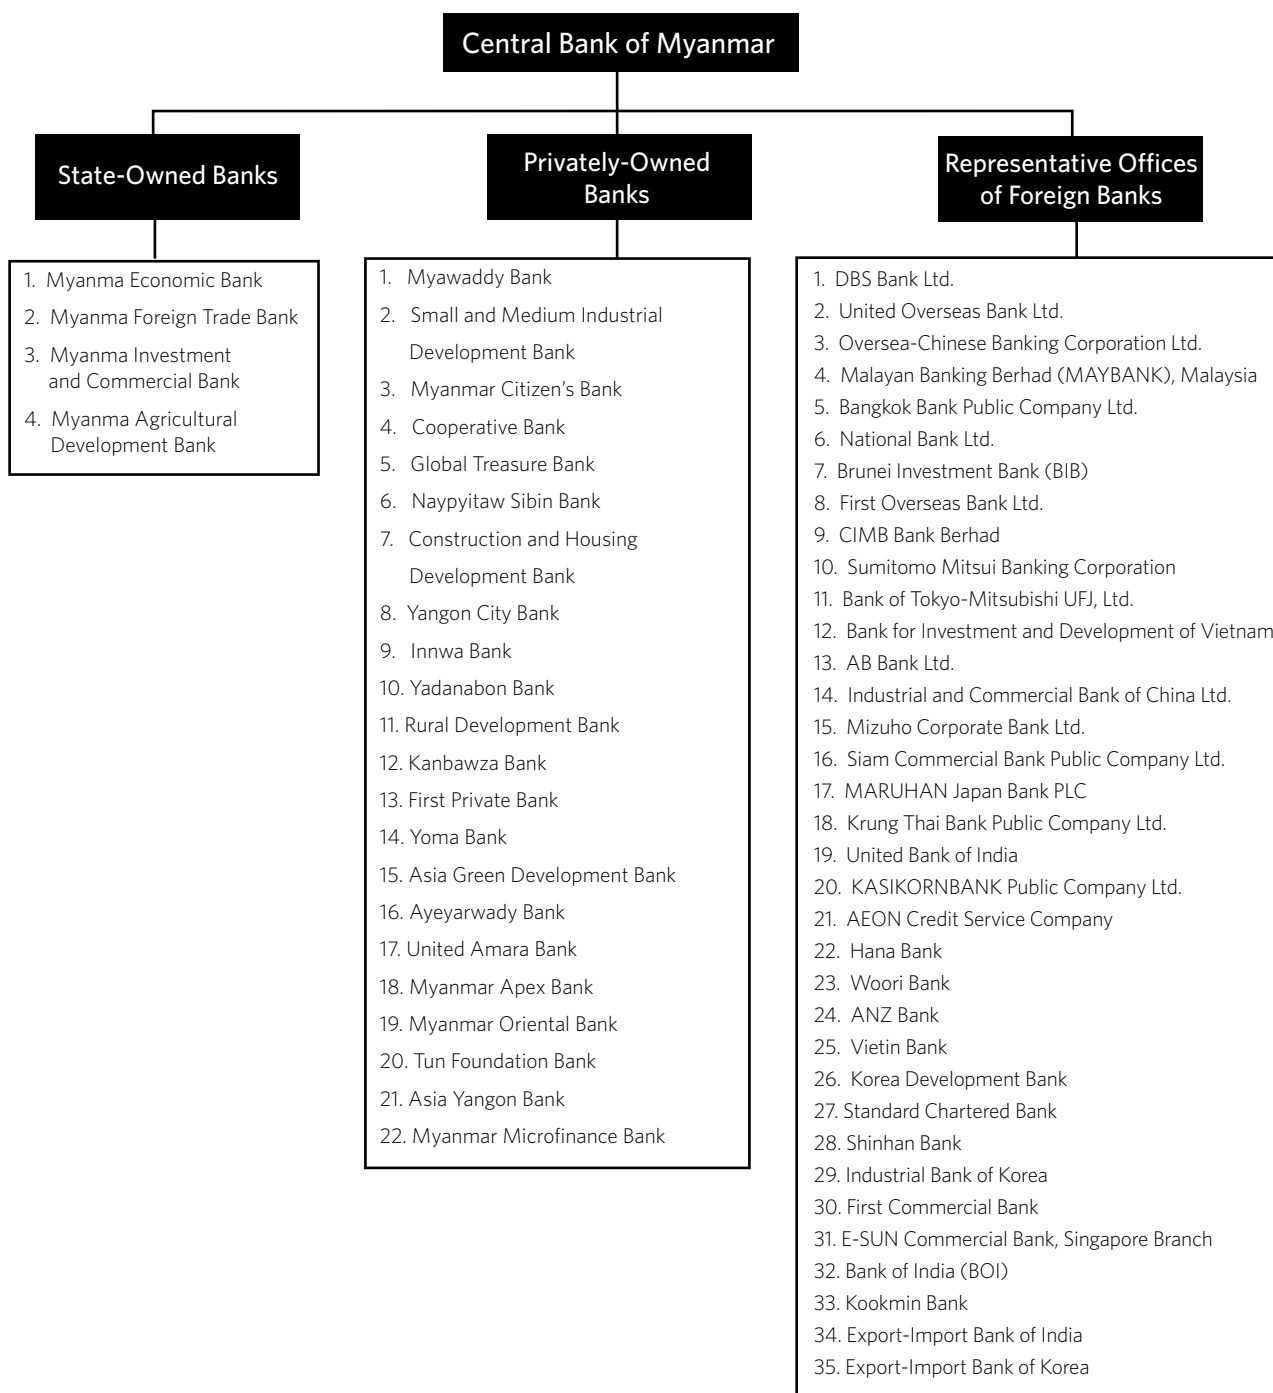 Central Bank of Myanmar
State-Owned Banks
1. Myanma Economic Bank
2. Myanma Foreign Trade Bank
3. Myanma Investment
and Commercial Bank
4. Myanma Agricultural
Development Bank
Privately-Owned
Banks
1. Myawaddy Bank
2. Small and Medium Industrial
Development Bank
3. Myanmar Citizen's Bank
4. Cooperative Bank
5. Global Treasure Bank
6. Naypyitaw Sibin Bank
7. Construction and Housing
Development Bank
8. Yangon City Bank
9. Innwa Bank
10. Yadanabon Bank
11. Rural Development Bank
12. Kanbawza Bank
13. First Private Bank
14. Yoma Bank
15. Asia Green Development Bank
16. Ayeyarwady Bank
17. United Amara Bank
18. Myanmar Apex Bank
19. Myanmar Oriental Bank
20. Tun Foundation Bank
21. Asia Yangon Bank
22. Myanmar Microfinance Bank
Representative Offices
of Foreign Banks
1. DBS Bank Ltd.
2. United Overseas Bank Ltd.
3. Oversea-Chinese Banking Corporation Ltd.
4. Malayan Banking Berhad (MAYBANK), Malaysia
5. Bangkok Bank Public Company Ltd.
6. National Bank Ltd.
7. Brunei Investment Bank (BIB)
8. First Overseas Bank Ltd.
9. CIMB Bank Berhad
10. Sumitomo Mitsui Banking Corporation
11. Bank of Tokyo-Mitsubishi UFJ, Ltd.
12. Bank for Investment and Development of Vietnam
13. AB Bank Ltd.
14. Industrial and Commercial Bank of China Ltd.
15. Mizuho Corporate Bank Ltd.
16. Siam Commercial Bank Public Company Ltd.
17. MARUHAN Japan Bank PLC
18. Krung Thai Bank Public Company Ltd.
19. United Bank of India
20. KASIKORNBANK Public Company Ltd.
21. AEON Credit Service Company
22. Hana Bank
23. Woori Bank
24. ANZ Bank
25. Vietin Bank
26. Korea Development Bank
27. Standard Chartered Bank
28. Shinhan Bank
29. Industrial Bank of Korea
30. First Commercial Bank
31. E-SUN Commercial Bank, Singapore Branch
32. Bank of India (BOI)
33. Kookmin Bank
34. Export-Import Bank of India
35. Export-Import Bank of Korea